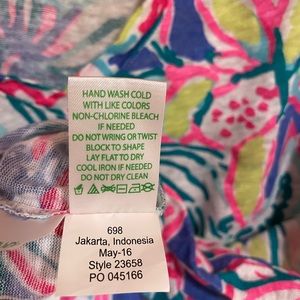 HAND WASH COLD
WITH LIKE COLORS
NON-CHLORINE BLEACH
IF NEEDED
DO NOT WRING OR TWIST
BLOCK TO SHAPE
LAY FLAT TO DRY
COOL IRON IF NEEDED
DO NOT DRY CLEAN
698
Jakarta, Indonesia
May-16
Style 23658
PO 045166